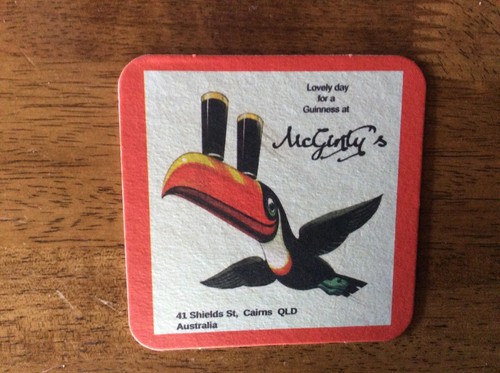 Lovely day
for a
Guinness at
McGinty's
41 Shields St, Cairns QLD
Australia